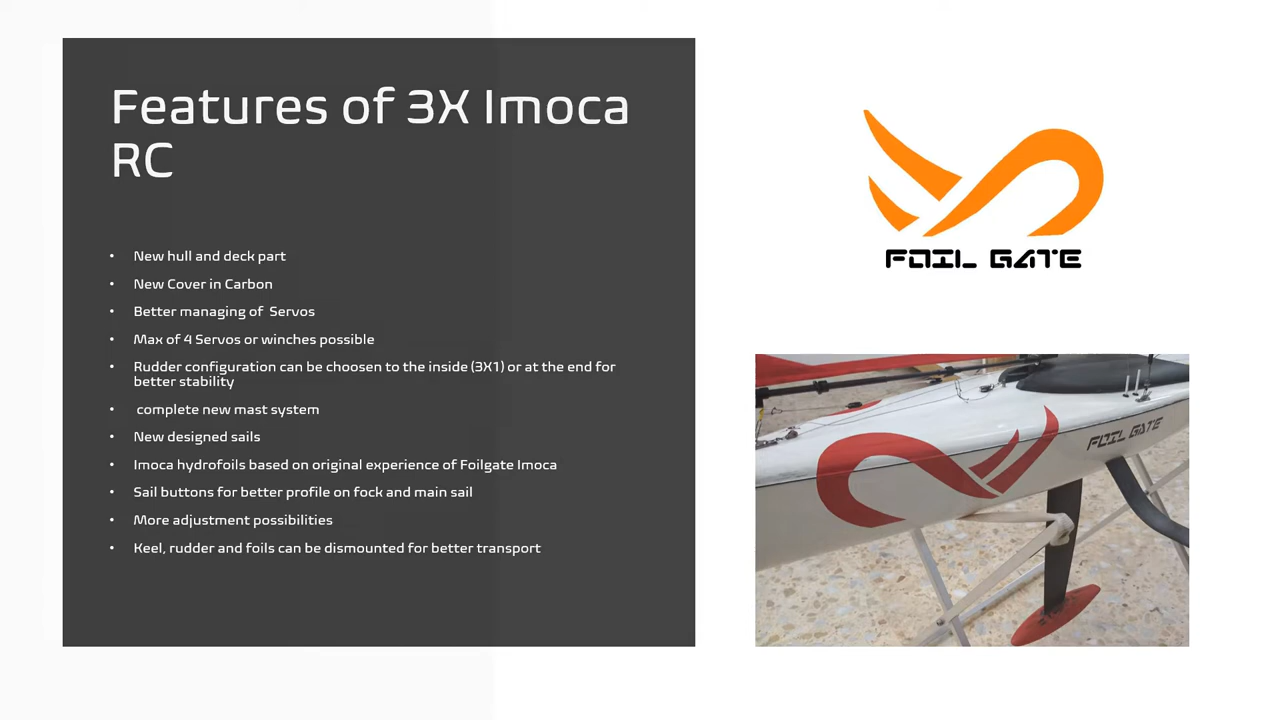 Features of 3X Imoca
RC
• New hull and deck part
• New Cover in Carbon
• Better managing of  Servos
• Max of 4 Servos or winches possible
• Rudder configuration can be choosen to the inside (3X1) or at the end for
better stability
• complete new mast system
• New designed sails
• Imoca hydrofoils based on original experience of Foilgate Imoca
• Sail buttons for better profile on fock and main sail
• More adjustment possibilities
• Keel, rudder and foils can be dismounted for better transport
FOIL GATE
FOIL GATE